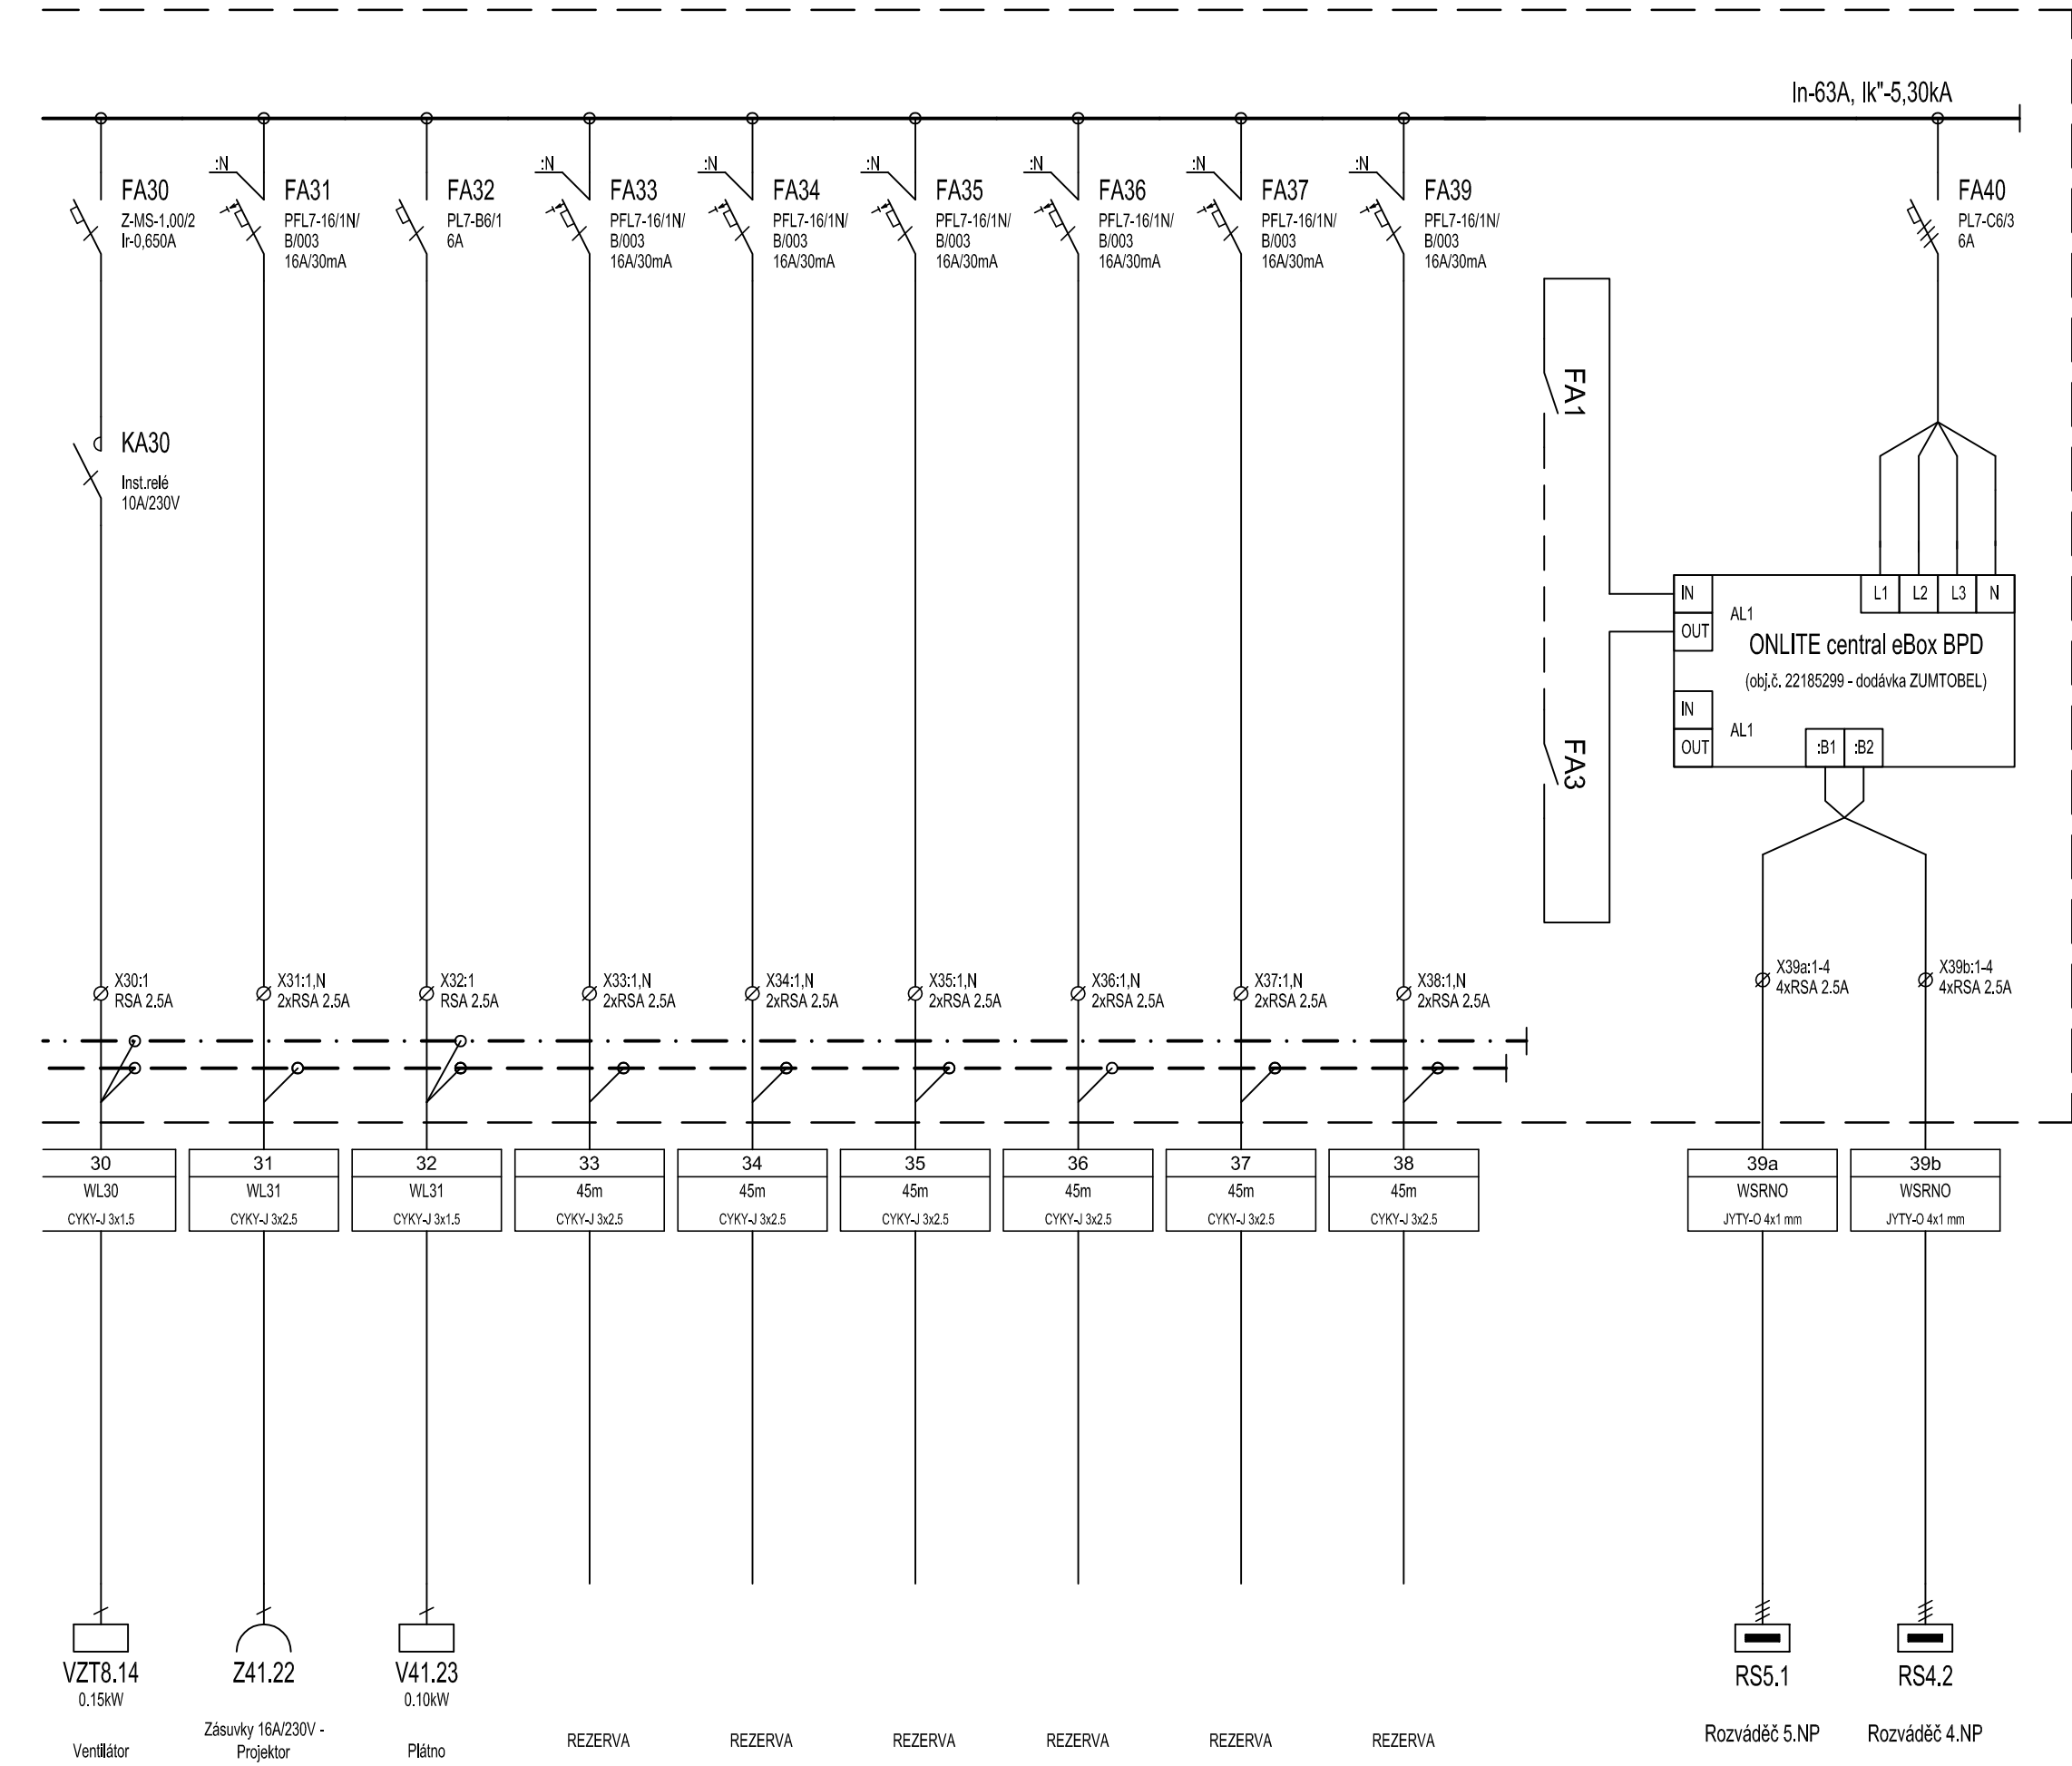 In-63A, Ik"-5,30kA
FA30
Z-MS-1,00/2
Ir-0,650A
:N
FA31
PFL7-16/1N/
B/003
16A/30mA
FA32
PL7-B6/1
6A
:N
FA33
PFL7-16/1N/
B/003
16A/30mA
:N
FA34
PFL7-16/1N/
B/003
16A/30mA
:N
FA35
PFL7-16/1N/
B/003
16A/30mA
:N
FA36
PFL7-16/1N/
B/003
16A/30mA
:N
FA37
PFL7-16/1N/
B/003
16A/30mA
:N
FA39
PFL7-16/1N/
B/003
16A/30mA
FA40
PL7-C6/3
6A
KA30
Inst.relé
10A/230V
FA1
FA3
IN
OUT
AL1
L1
L2
L3
N
ONLITE central eBox BPD
(obj.č. 22185299 - dodávka ZUMTOBEL)
IN
OUT
AL1
:B1
:B2
X30:1
RSA 2.5A
X31:1,N
2xRSA 2.5A
X32:1
RSA 2.5A
X33:1,N
2xRSA 2.5A
X34:1,N
2xRSA 2.5A
X35:1,N
2xRSA 2.5A
X36:1,N
2xRSA 2.5A
X37:1,N
2xRSA 2.5A
X38:1,N
2xRSA 2.5A
X39a:1-4
4xRSA 2.5A
X39b:1-4
4xRSA 2.5A
30
WL30
CYKY-J 3x1.5
31
WL31
CYKY-J 3x2.5
32
WL31
CYKY-J 3x1.5
33
45m
CYKY-J 3x2.5
34
45m
CYKY-J 3x2.5
35
45m
CYKY-J 3x2.5
36
45m
CYKY-J 3x2.5
37
45m
CYKY-J 3x2.5
38
45m
CYKY-J 3x2.5
39a
WSRNO
JYTY-O 4x1 mm
39b
WSRNO
JYTY-O 4x1 mm
VZT8.14
0.15kW
Ventilátor
Z41.22
Zásuvky 16A/230V -
Projektor
V41.23
0.10kW
Plátno
REZERVA
REZERVA
REZERVA
REZERVA
REZERVA
REZERVA
RS5.1
Rozváděč 5.NP
RS4.2
Rozváděč 4.NP